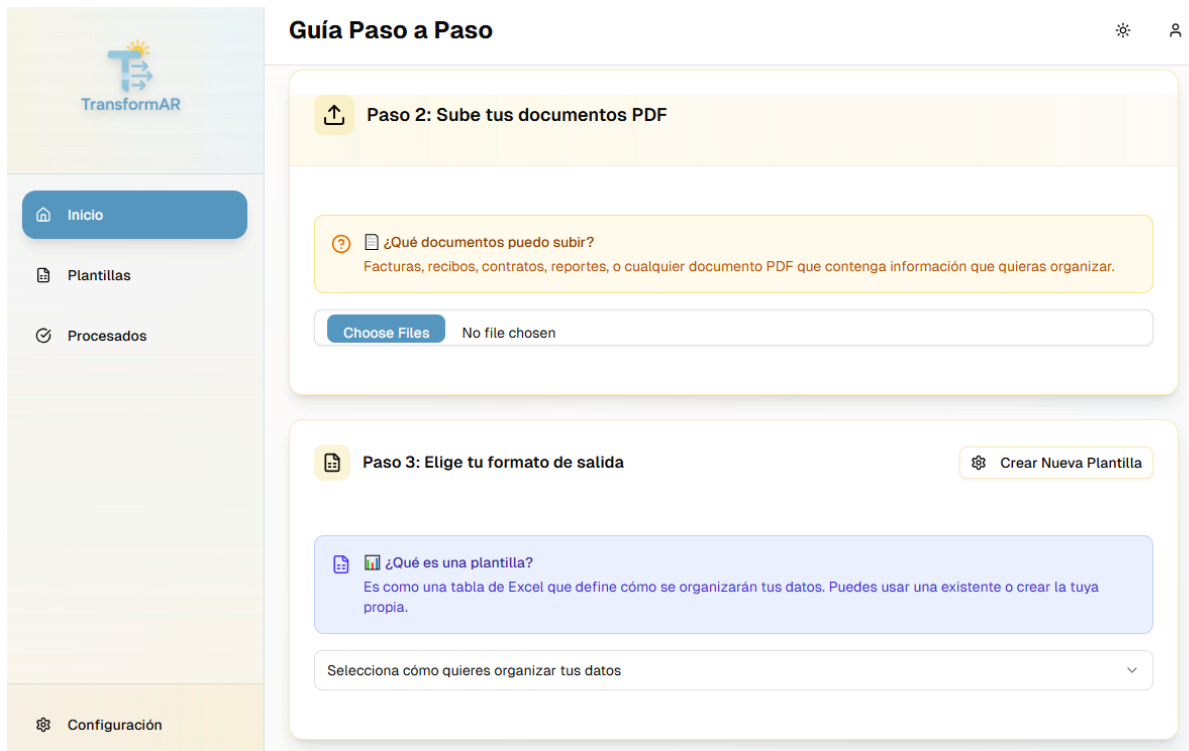 TransformAR
Inicio
Plantillas
Procesados
Configuración
Guía Paso a Paso
Paso 2: Sube tus documentos PDF
¿Qué documentos puedo subir?
Facturas, recibos, contratos, reportes, o cualquier documento PDF que contenga información que quieras organizar.
Choose Files No file chosen
Paso 3: Elige tu formato de salida
Crear Nueva Plantilla
¿Qué es una plantilla?
Es como una tabla de Excel que define cómo se organizarán tus datos. Puedes usar una existente o crear la tuya
propia.
Selecciona cómo quieres organizar tus datos